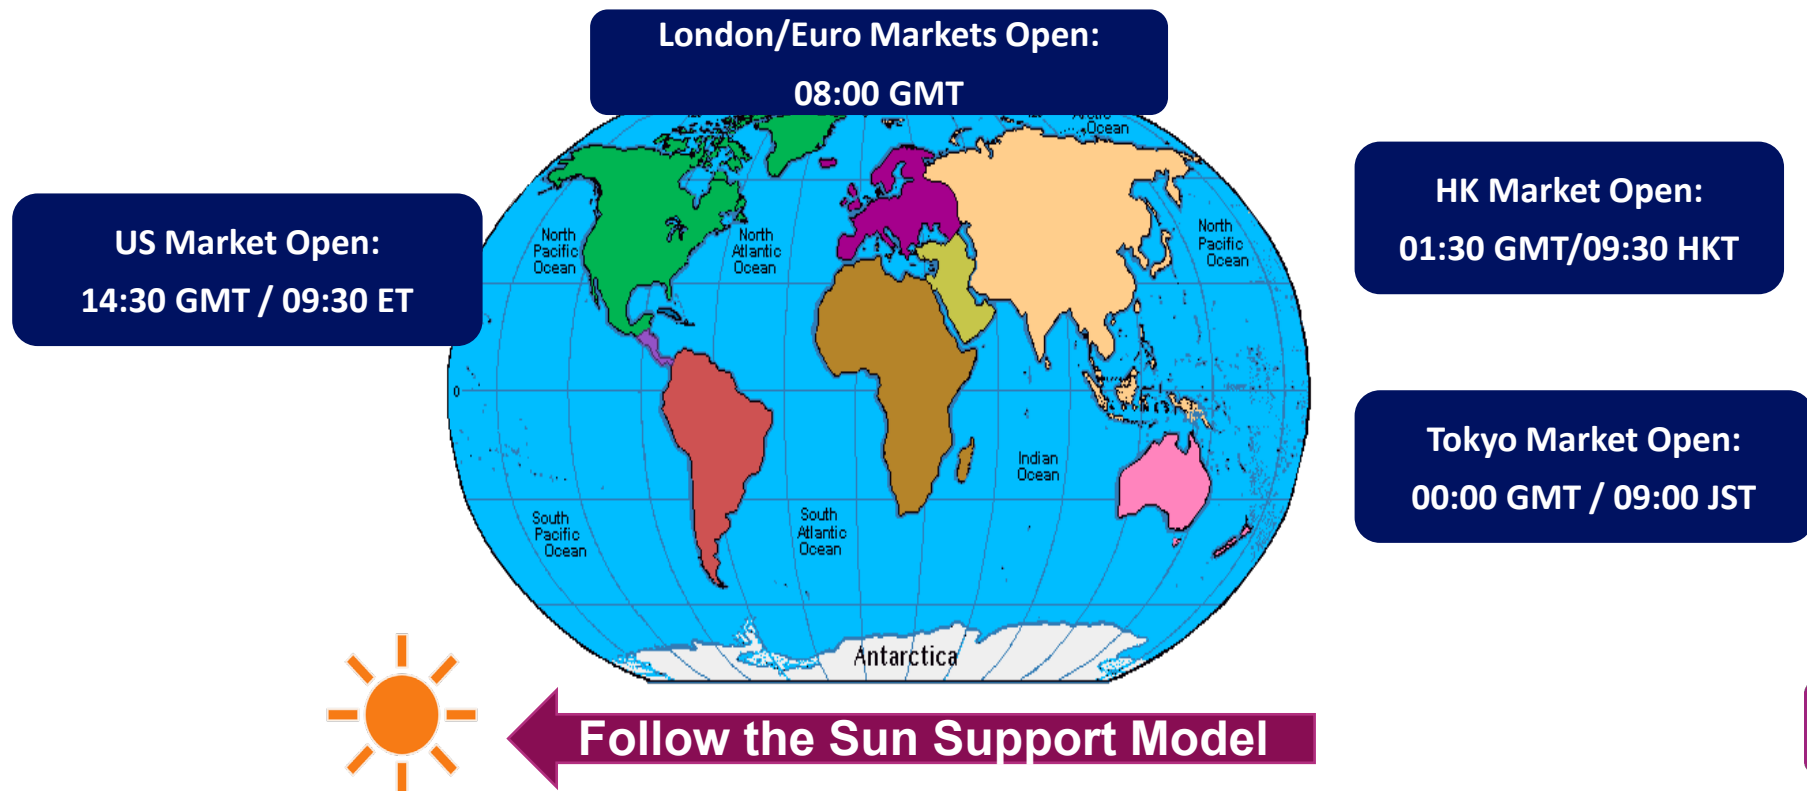 London/Euro Markets Open:
08:00 GMT
US Market Open:
14:30 GMT / 09:30 ET
HK Market Open:
01:30 GMT/09:30 HKT
Tokyo Market Open:
00:00 GMT / 09:00 JST
Ocean
North
Pacific
Ocean
North
Atlantic
Ocean
North
Pacific
Ocean
0
Indian
Ocean
South
Pacific
Ocean
South
Atlantic
Ocean
Antarctica
Follow the Sun Support Model